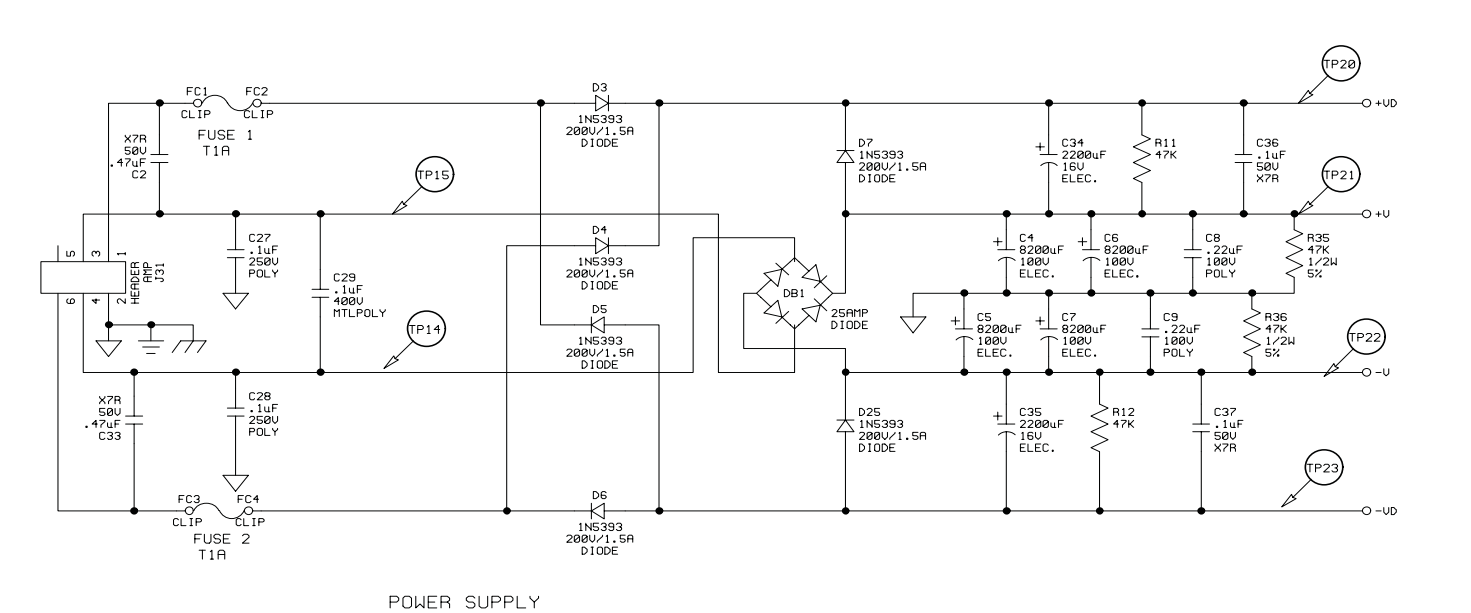 TP20
FC1
FC2
CLIP
CLIP
FUSE 1
T1A
D3
1N5393
200V/1.5A
DIODE
+VD
X7R
50V
.47uF
C2
D7
1N5393
200V/1.5A
DIODE
+
C34
2200uF
16V
ELEC.
R11
47K
C36
.1uF
50V
X7R
TP15
TP21
+V
5
3
1
HEADER
AMP
J31
6
4
2
C27
.1uF
250V
POLY
C29
.1uF
400V
MTLPOLY
D4
1N5393
200V/1.5A
DIODE
DB1
25AMP
DIODE
+
C4
8200uF
100V
ELEC.
+
C6
8200uF
100V
ELEC.
C8
.22uF
100V
POLY
R35
47K
1/2W
5%
TP14
D5
1N5393
200V/1.5A
DIODE
+
C5
8200uF
100V
ELEC.
+
C7
8200uF
100V
ELEC.
C9
.22uF
100V
POLY
R36
47K
1/2W
5%
TP22
-V
X7R
50V
.47uF
C33
C28
.1uF
250V
POLY
D25
1N5393
200V/1.5A
DIODE
+
C35
2200uF
16V
ELEC.
R12
47K
C37
.1uF
50V
X7R
TP23
FC3
FC4
CLIP
CLIP
FUSE 2
T1A
D6
1N5393
200V/1.5A
DIODE
-VD
POWER SUPPLY